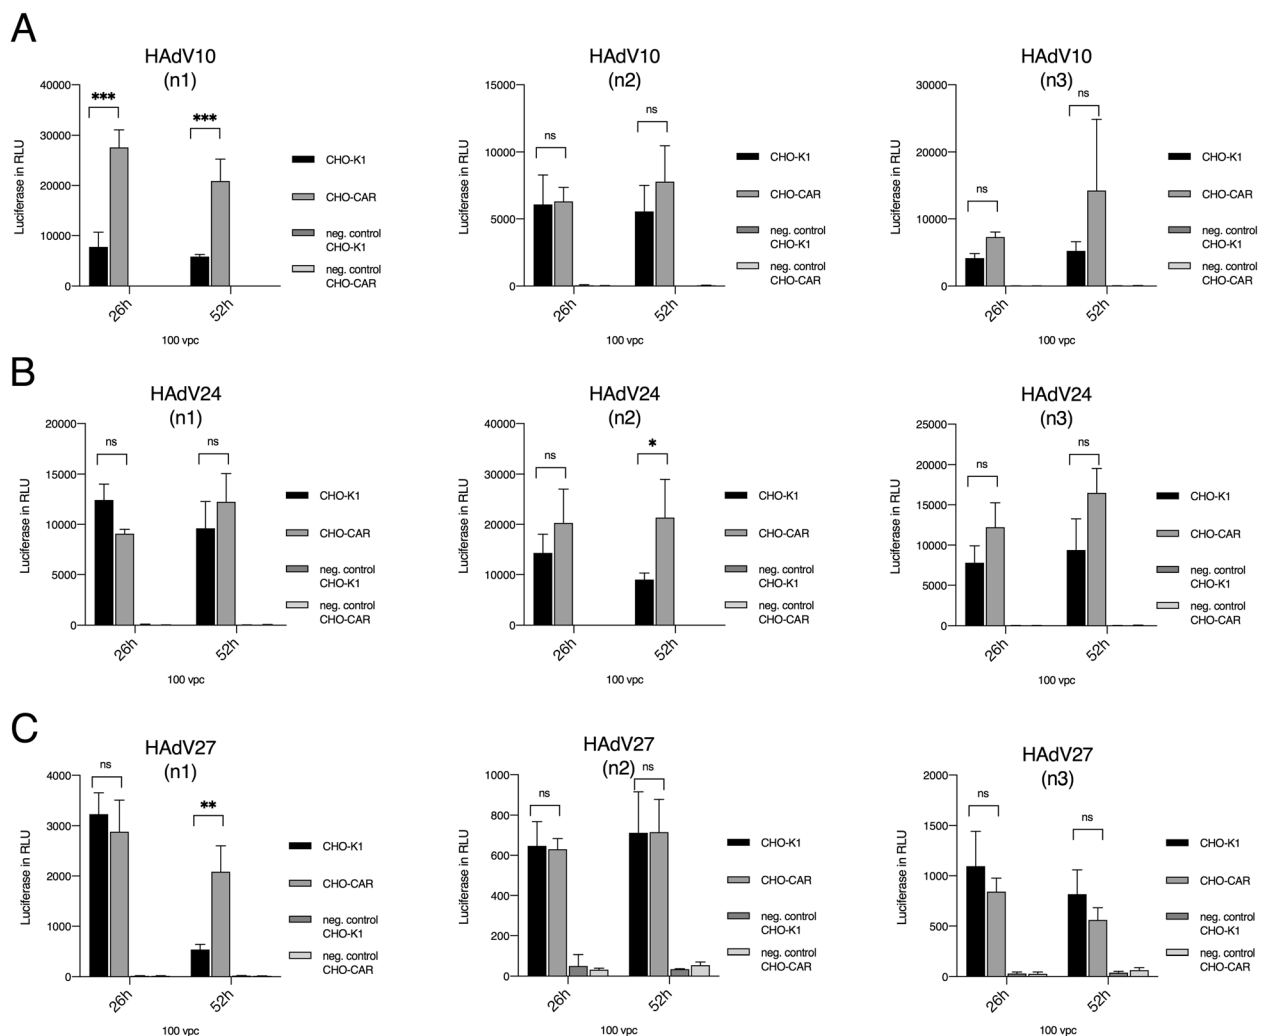 A
HAdV10
(n1)
Luciferase in RLU
40000
30000
20000
10000
0
***
***
26h
52h
100 vpc
CHO-K1
CHO-CAR
neg. control
CHO-K1
neg. control
CHO-CAR
HAdV10
(n2)
Luciferase in RLU
15000
10000
5000
0
ns
ns
26h
52h
100 vpc
CHO-K1
CHO-CAR
neg. control
CHO-K1
neg. control
CHO-CAR
HAdV10
(n3)
Luciferase in RLU
30000
20000
10000
0
ns
ns
26h
52h
100 vpc
CHO-K1
CHO-CAR
neg. control
CHO-K1
neg. control
CHO-CAR
B
HAdV24
(n1)
Luciferase in RLU
20000
15000
10000
5000
0
ns
ns
26h
52h
100 vpc
CHO-K1
CHO-CAR
neg. control
CHO-K1
neg. control
CHO-CAR
HAdV24
(n2)
Luciferase in RLU
40000
30000
20000
10000
0
ns
*
26h
52h
100 vpc
CHO-K1
CHO-CAR
neg. control
CHO-K1
neg. control
CHO-CAR
HAdV24
(n3)
Luciferase in RLU
25000
20000
15000
10000
5000
0
ns
ns
26h
52h
100 vpc
CHO-K1
CHO-CAR
neg. control
CHO-K1
neg. control
CHO-CAR
C
HAdV27
(n1)
Luciferase in RLU
4000
3000
2000
1000
0
ns
**
26h
52h
100 vpc
CHO-K1
CHO-CAR
neg. control
CHO-K1
neg. control
CHO-CAR
HAdV27
(n2)
Luciferase in RLU
1000
800
600
400
200
0
ns
ns
26h
52h
100 vpc
CHO-K1
CHO-CAR
neg. control
CHO-K1
neg. control
CHO-CAR
HAdV27
(n3)
Luciferase in RLU
2000
1500
1000
500
0
ns
ns
26h
52h
100 vpc
CHO-K1
CHO-CAR
neg. control
CHO-K1
neg. control
CHO-CAR